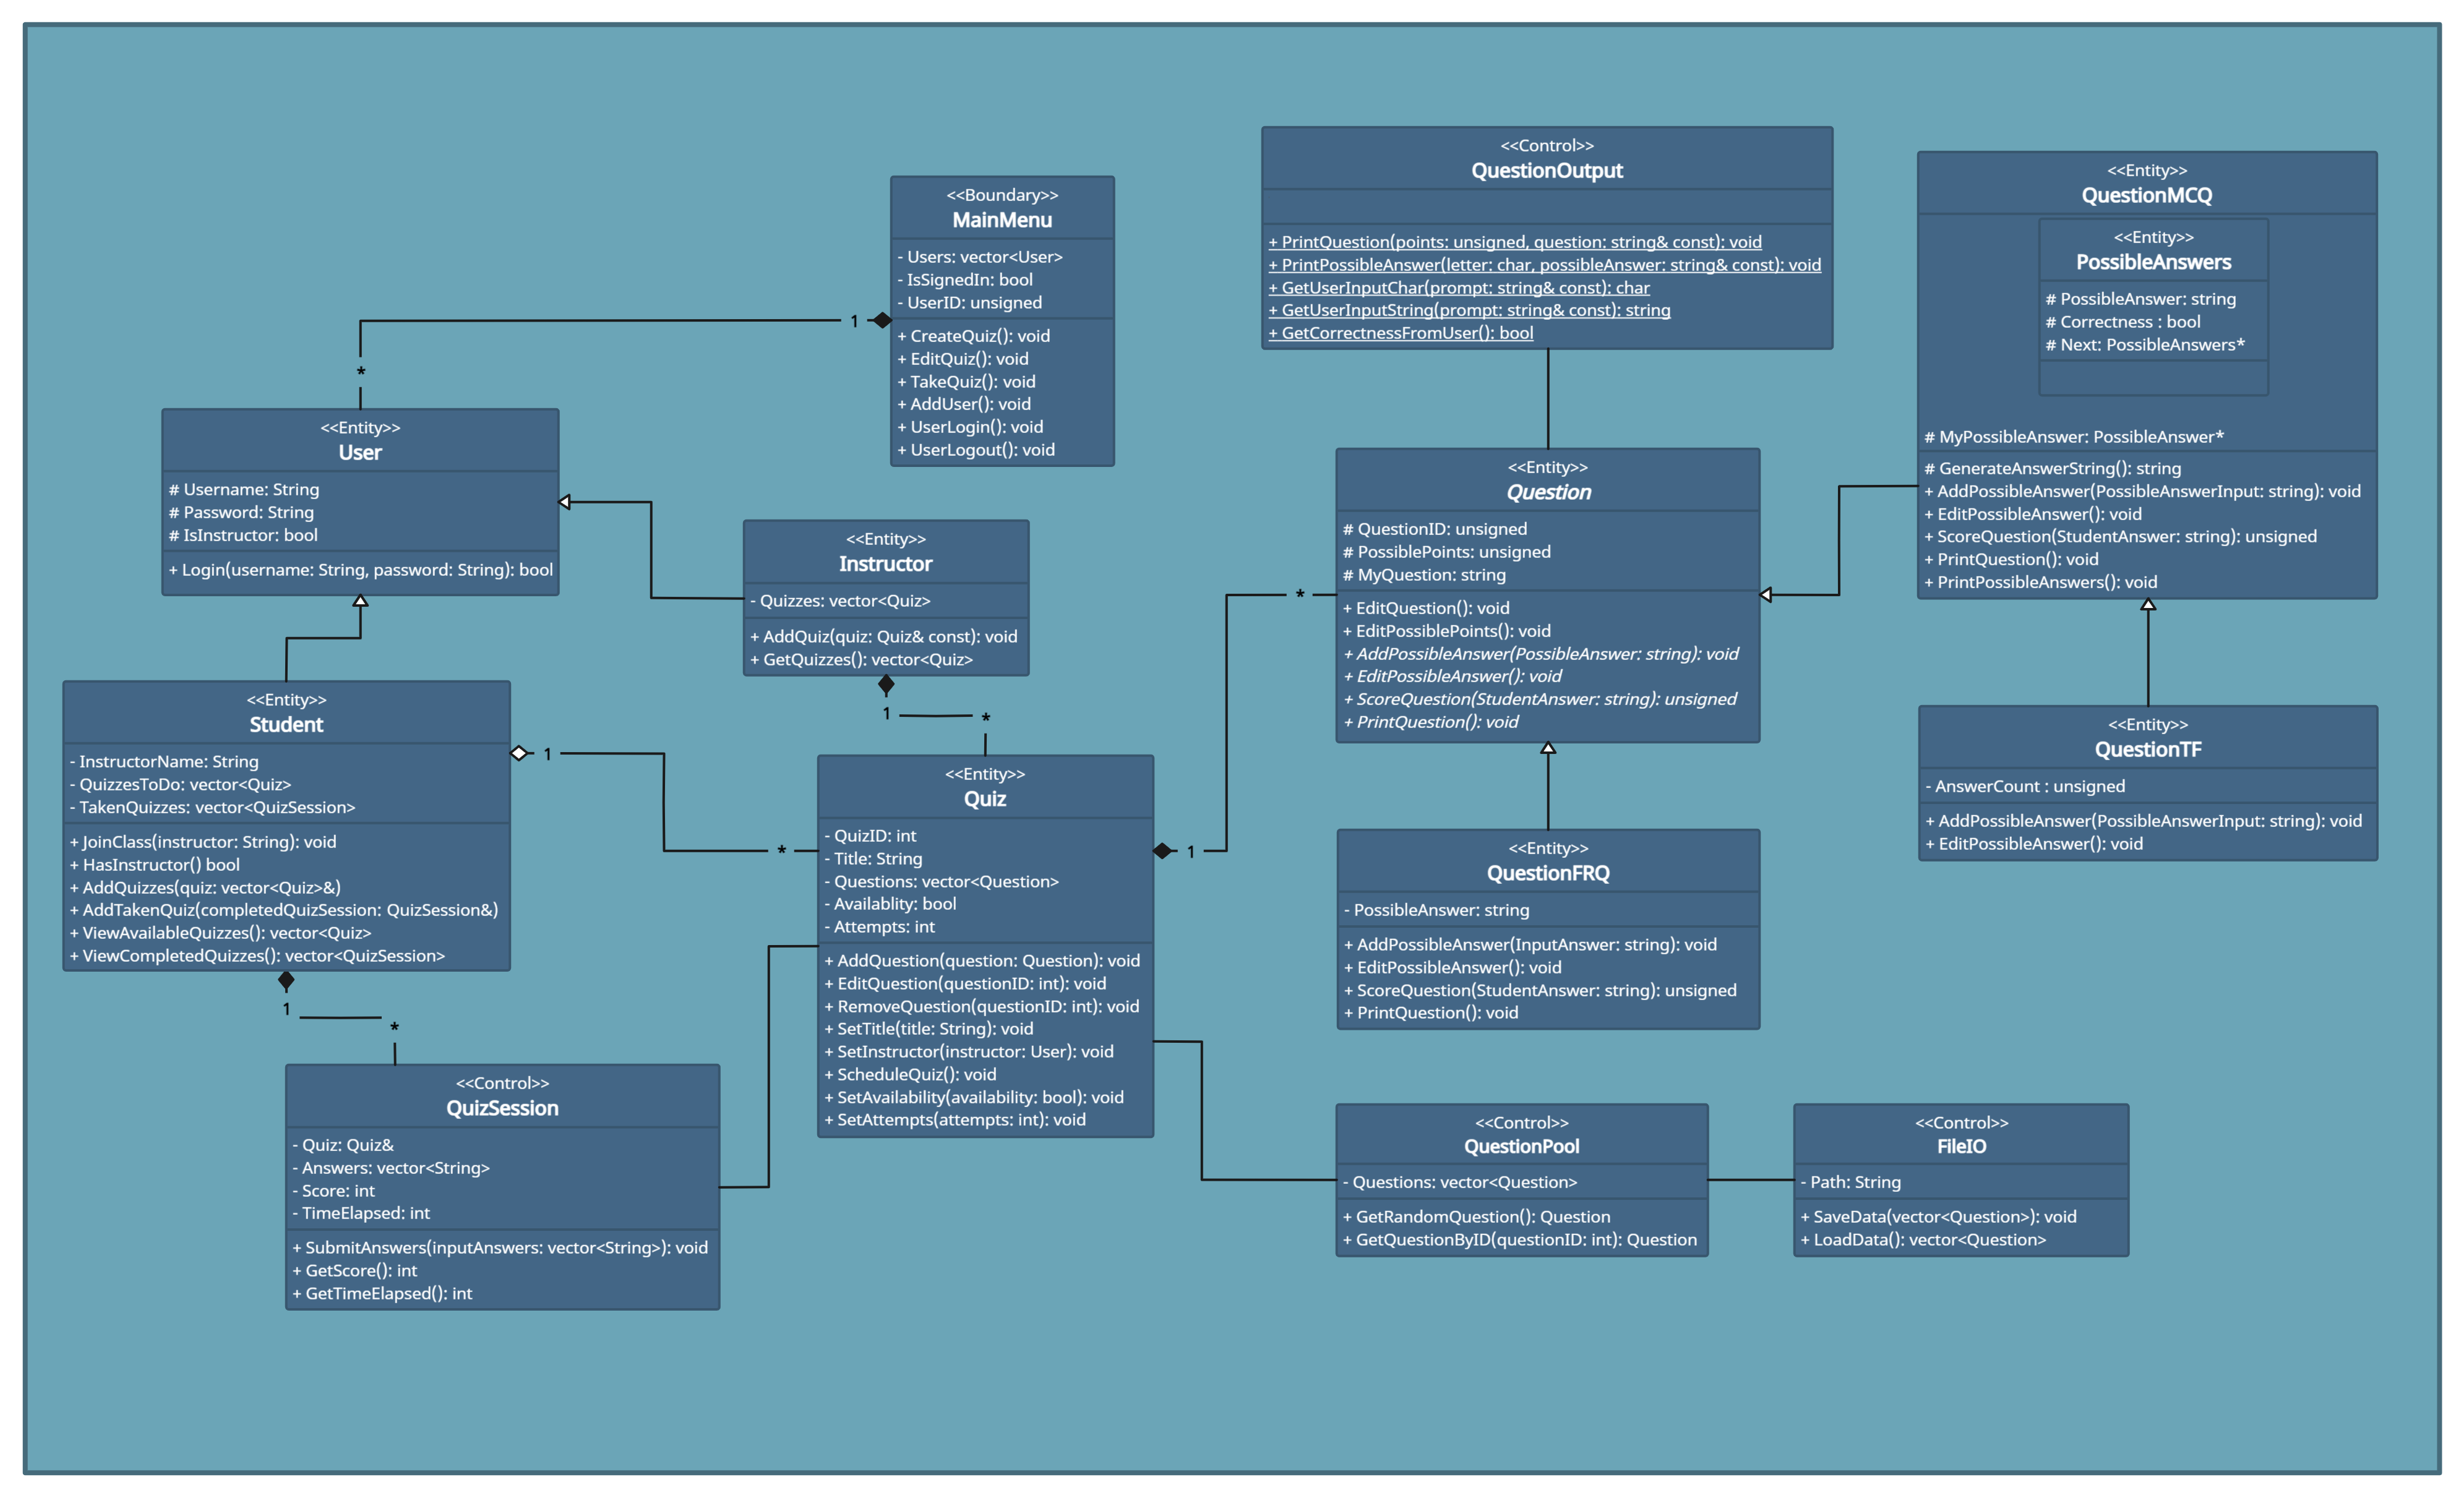 <<Control>>
QuestionOutput
+ PrintQuestion(points: unsigned, question: string& const): void
+ PrintPossibleAnswer(letter: char, possibleAnswer: string& const): void
+ GetUserInputChar(prompt: string& const): char
+ GetUserInputString(prompt: string& const): string
+ GetCorrectnessFromUser(): bool
<<Entity>>
QuestionMCQ
<<Entity>>
PossibleAnswers
# PossibleAnswer: string
# Correctness : bool
# Next: PossibleAnswers*
# MyPossibleAnswer: PossibleAnswer*
# GenerateAnswerString(): string
+ AddPossibleAnswer(PossibleAnswerInput: string): void
+ EditPossibleAnswer(): void
+ ScoreQuestion(StudentAnswer: string): unsigned
+ PrintQuestion(): void
+ PrintPossibleAnswers(): void
<<Boundary>>
MainMenu
- Users: vector<User>
- IsSignedIn: bool
- UserID: unsigned
+ CreateQuiz(): void
+ EditQuiz(): void
+ TakeQuiz(): void
+ AddUser(): void
+ UserLogin(): void
+ UserLogout(): void
1
*
<<Entity>>
User
# Username: String
# Password: String
# IsInstructor: bool
+ Login(username: String, password: String): bool
<<Entity>>
Instructor
- Quizzes: vector<Quiz>
+ AddQuiz(quiz: Quiz& const): void
+ GetQuizzes(): vector<Quiz>
1
*
<<Entity>>
Question
# QuestionID: unsigned
# PossiblePoints: unsigned
# MyQuestion: string
+ EditQuestion(): void
+ EditPossiblePoints(): void
+ AddPossibleAnswer(PossibleAnswer: string): void
+ EditPossibleAnswer(): void
+ ScoreQuestion(StudentAnswer: string): unsigned
+ PrintQuestion(): void
*
1
<<Entity>>
Student
- InstructorName: String
- QuizzesToDo: vector<Quiz>
- TakenQuizzes: vector<QuizSession>
+ JoinClass(instructor: String): void
+ HasInstructor() bool
+ AddQuizzes(quiz: vector<Quiz>&)
+ AddTakenQuiz(completedQuizSession: QuizSession&)
+ ViewAvailableQuizzes(): vector<Quiz>
+ ViewCompletedQuizzes(): vector<QuizSession>
1
*
1
*
<<Entity>>
Quiz
- QuizID: int
- Title: String
- Questions: vector<Question>
- Availablity: bool
- Attempts: int
+ AddQuestion(question: Question): void
+ EditQuestion(questionID: int): void
+ RemoveQuestion(questionID: int): void
+ SetTitle(title: String): void
+ SetInstructor(instructor: User): void
+ ScheduleQuiz(): void
+ SetAvailability(availability: bool): void
+ SetAttempts(attempts: int): void
<<Entity>>
QuestionTF
- AnswerCount : unsigned
+ AddPossibleAnswer(PossibleAnswerInput: string): void
+ EditPossibleAnswer(): void
<<Entity>>
QuestionFRQ
- PossibleAnswer: string
+ AddPossibleAnswer(InputAnswer: string): void
+ EditPossibleAnswer(): void
+ ScoreQuestion(StudentAnswer: string): unsigned
+ PrintQuestion(): void
<<Control>>
QuizSession
- Quiz: Quiz&
- Answers: vector<String>
- Score: int
- TimeElapsed: int
+ SubmitAnswers(inputAnswers: vector<String>): void
+ GetScore(): int
+ GetTimeElapsed(): int
<<Control>>
QuestionPool
- Questions: vector<Question>
+ GetRandomQuestion(): Question
+ GetQuestionByID(questionID: int): Question
<<Control>>
FileIO
- Path: String
+ SaveData(vector<Question>): void
+ LoadData(): vector<Question>